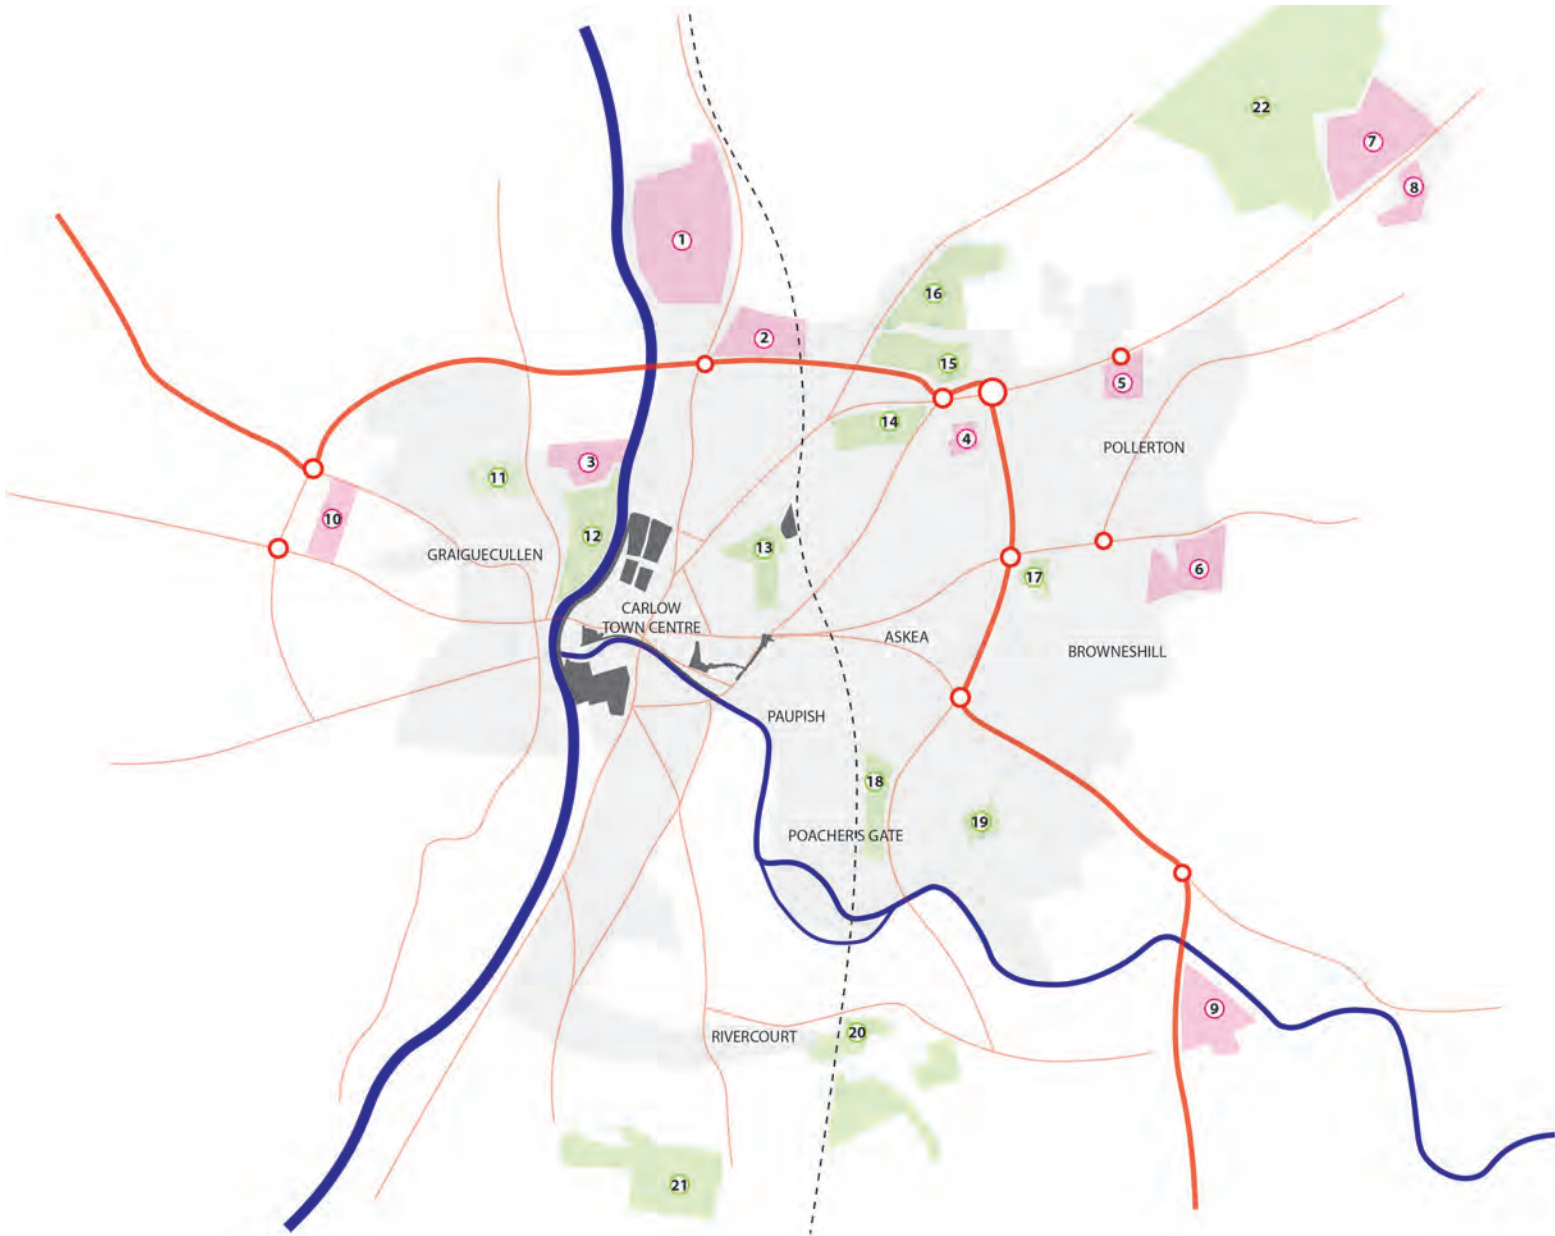 22
7
8
1
16
2
15
5
14
4
POLLERTON
3
11
10
12
13
GRAIGUECULLEN
6
17
CARLOW
TOWN CENTRE
ASKEA
BROWNESHILL
PAUPISH
18
19
POACHER'S GATE
9
20
RIVERCOURT
21